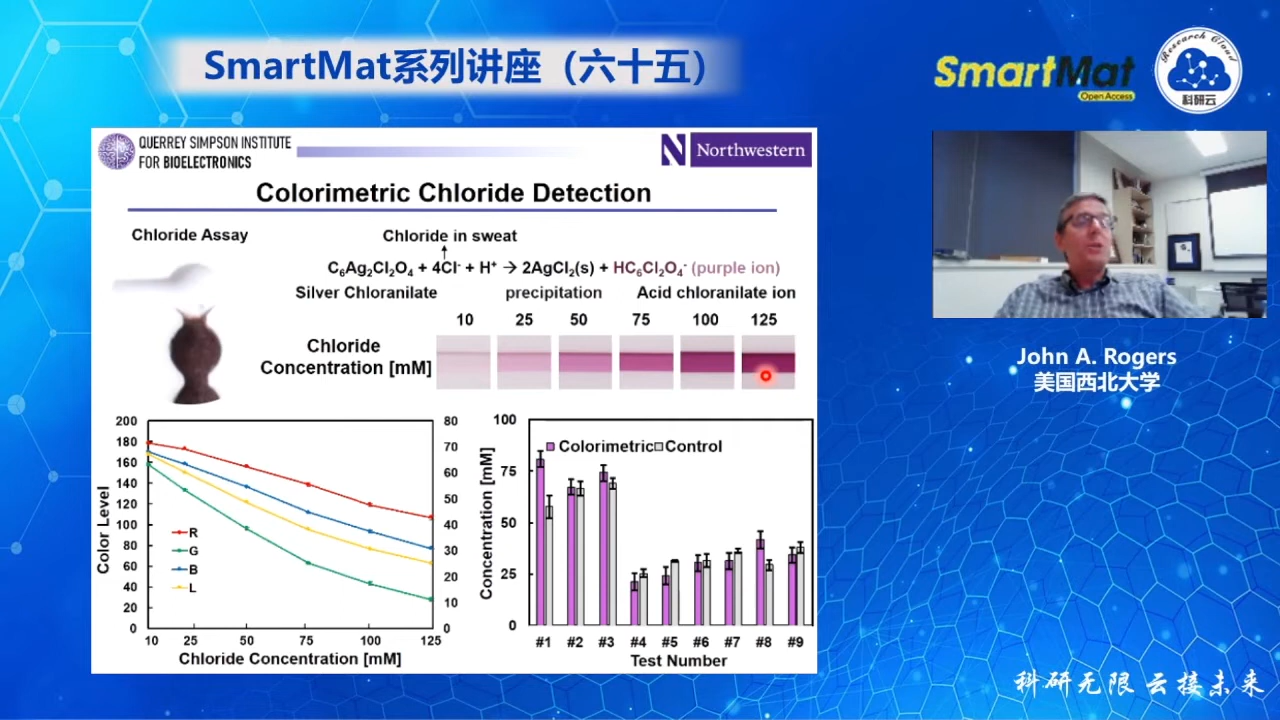 SmartMat系列讲座（六十五）
SmartMat
Open Access
Research Cloud
科研云
QUERREY SIMPSON INSTITUTE
FOR BIOELECTRONICS
N Northwestern
Colorimetric Chloride Detection
Chloride Assay
Chloride in sweat
C₆Ag₂Cl₂O₄ + 4Cl⁻ + H⁺ → 2AgCl₂(s) + HC₆Cl₂O₄⁻ (purple ion)
Silver Chloranilate precipitation Acid chloranilate ion
10 25 50 75 100 125
Chloride
Concentration [mM]
Color Level
200
180
160
140
120
100
80
60
40
20
0
80
70
60
50
40
30
20
10
0
R
G
B
L
10 25 50 75 100 125
Chloride Concentration [mM]
Concentration [mM]
100
75
50
25
0
Colorimetric Control
#1 #2 #3 #4 #5 #6 #7 #8 #9
Test Number
John A. Rogers
美国西北大学
科研无限 云接未来